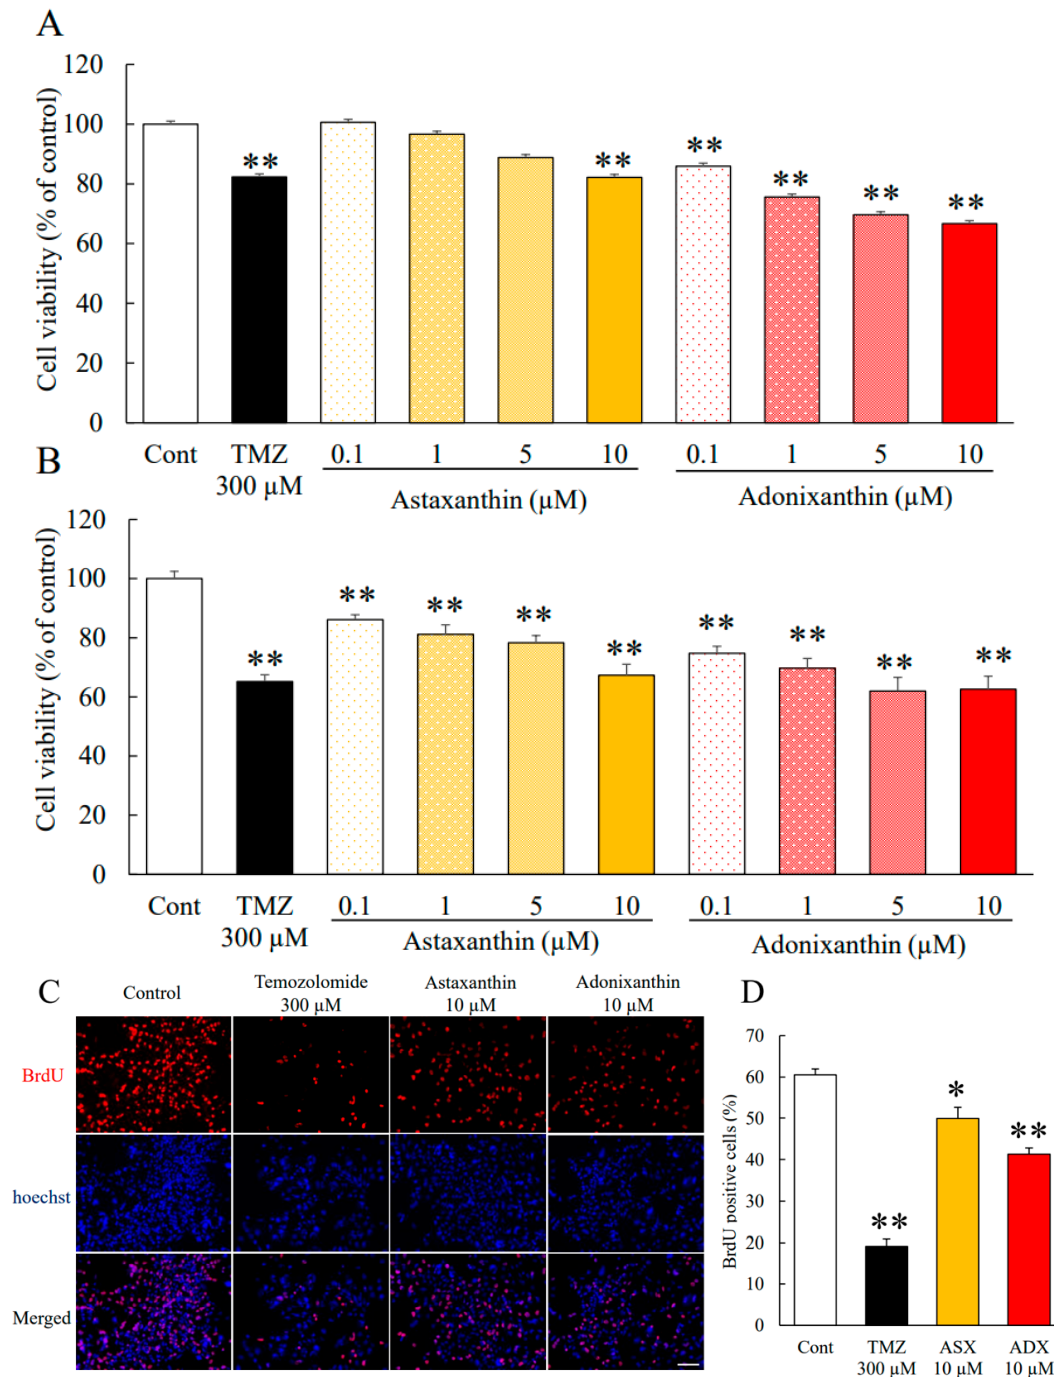 A
120
100
80
60
40
20
0
Cell viability (% of control)
** ** ** ** ** **
Cont TMZ 300 µM 0.1 1 5 10 0.1 1 5 10
Astaxanthin (µM) Adonixanthin (µM)
B
120
100
80
60
40
20
0
Cell viability (% of control)
** ** ** ** ** ** ** ** **
Cont TMZ 300 µM 0.1 1 5 10 0.1 1 5 10
Astaxanthin (µM) Adonixanthin (µM)
C
Control
Temozolomide
300 µM
Astaxanthin
10 µM
Adonixanthin
10 µM
BrdU
hoechst
Merged
D
70
60
50
40
30
20
10
0
BrdU positive cells (%)
** * **
Cont
TMZ
300 µM
ASX
10 µM
ADX
10 µM